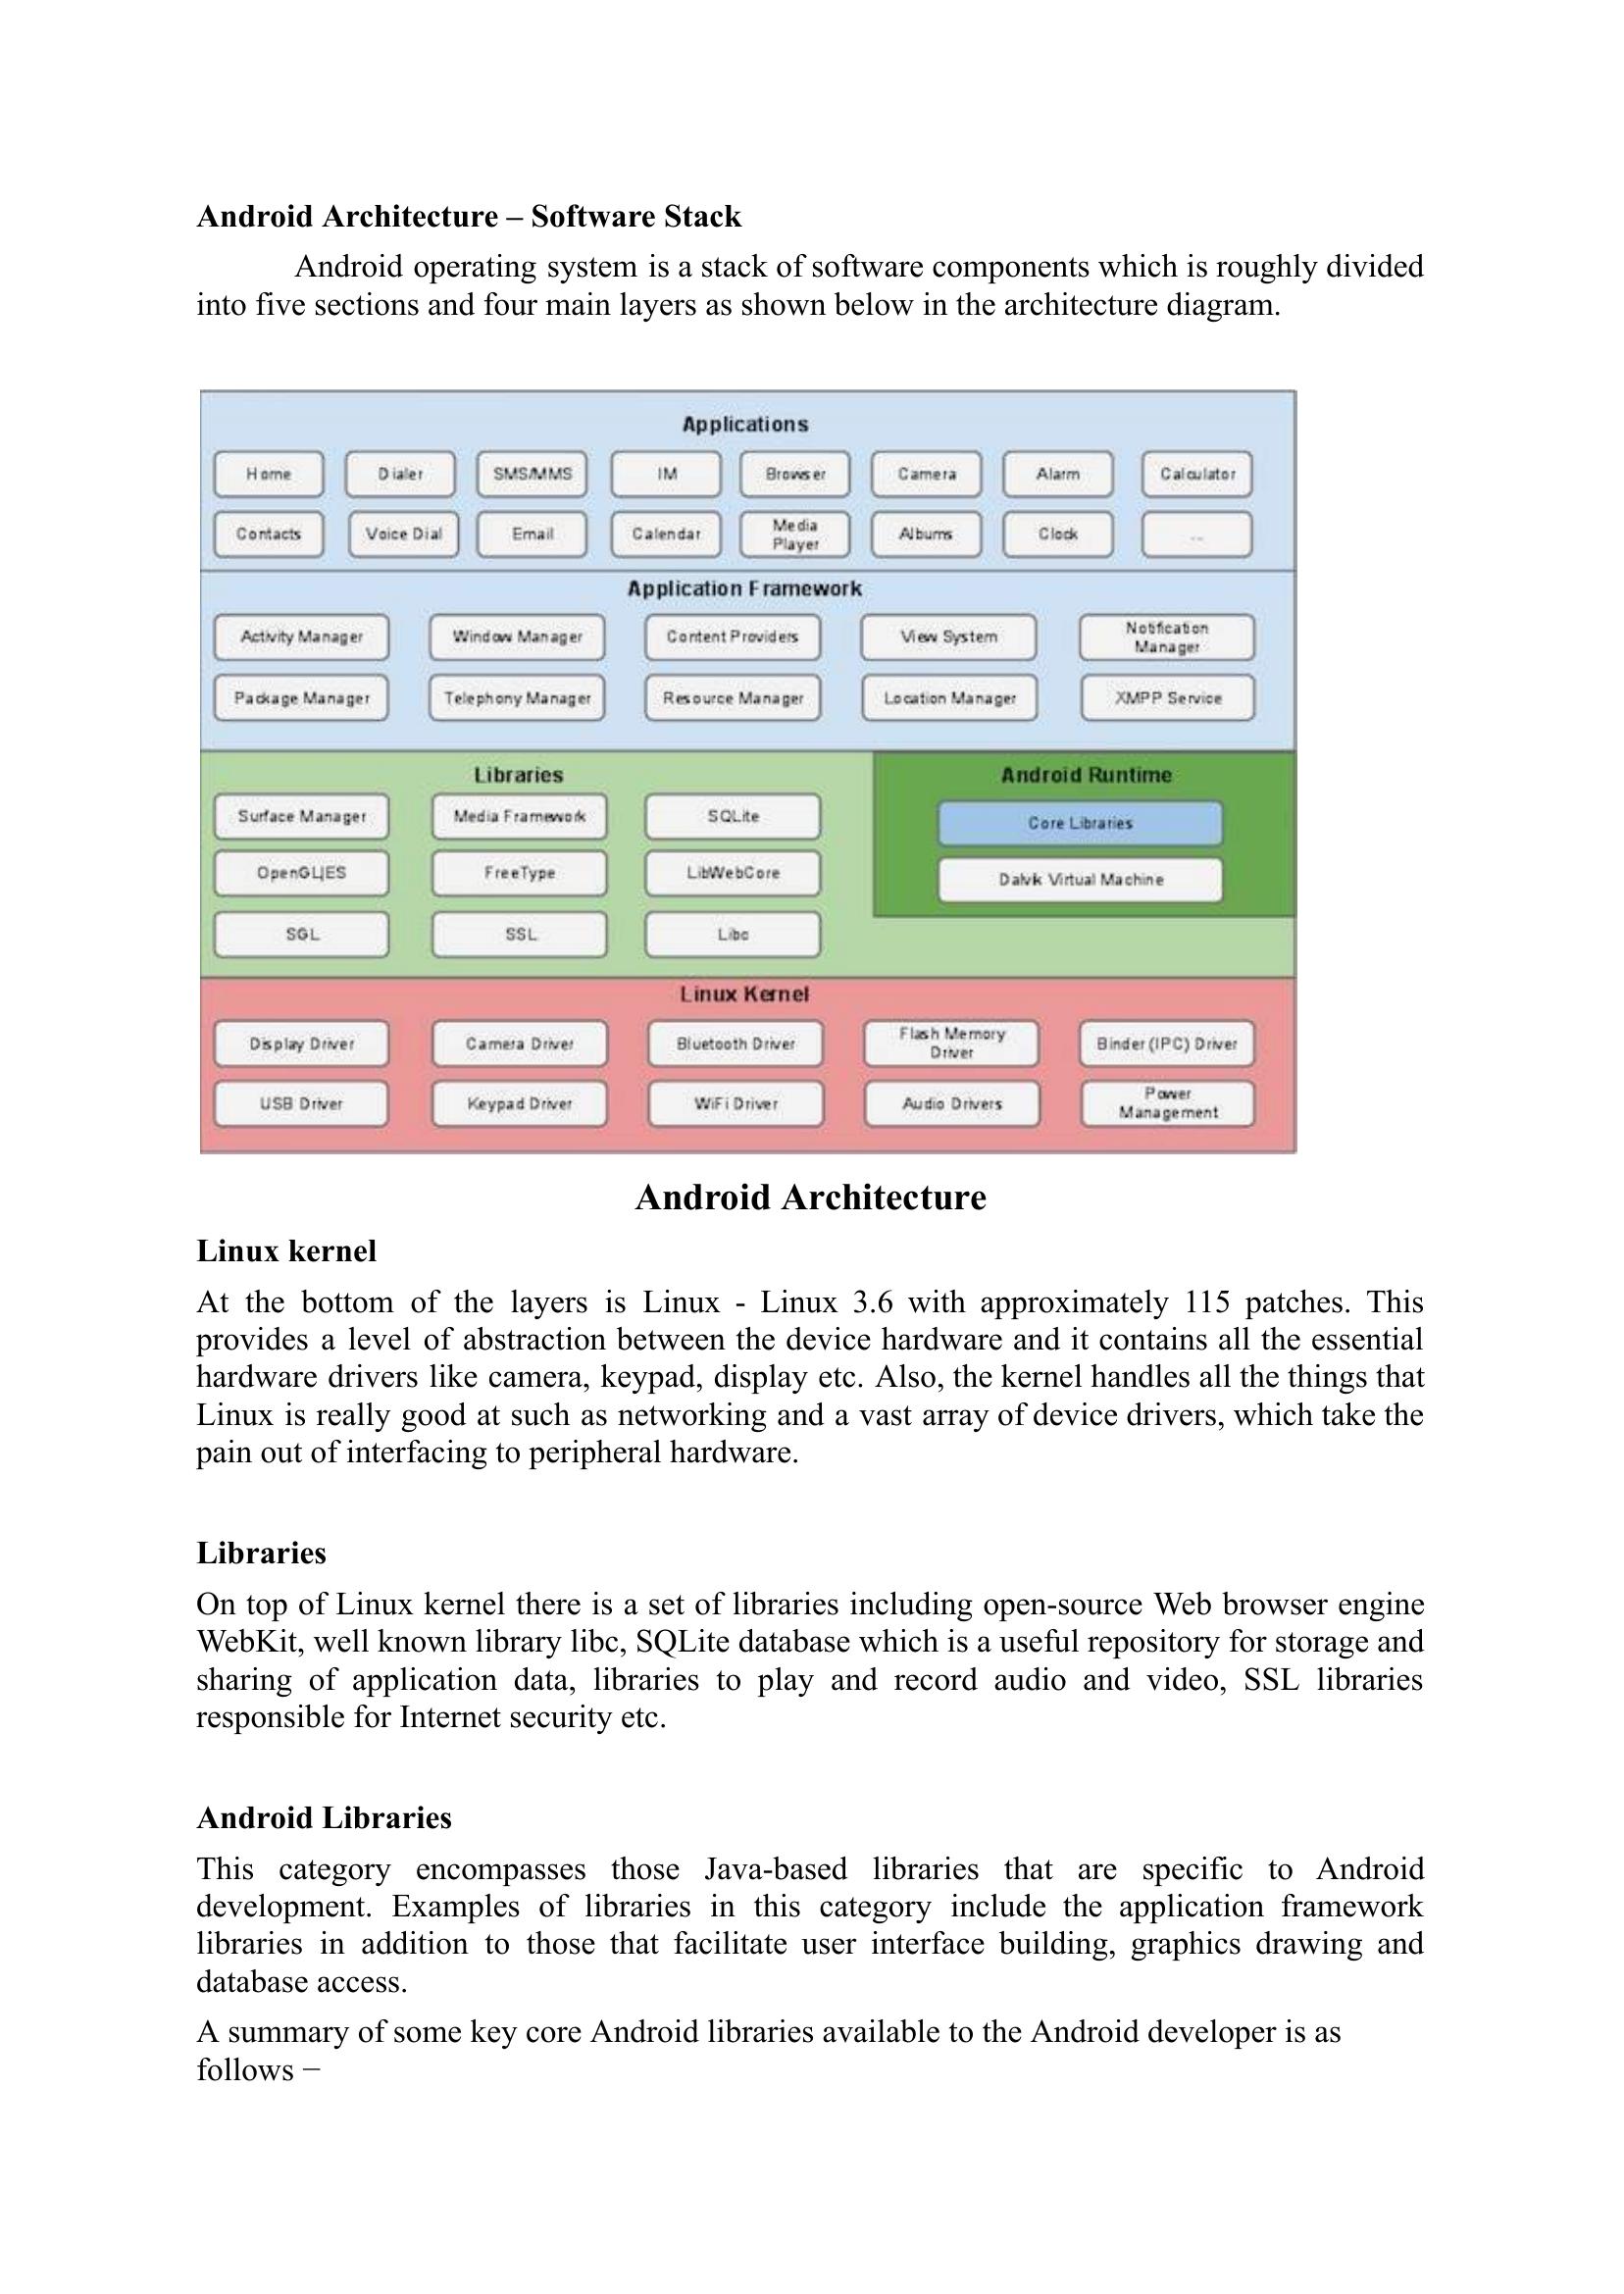 Android Architecture – Software Stack
Android operating system is a stack of software components which is roughly divided
into five sections and four main layers as shown below in the architecture diagram.
Applications
Home Dialer SMS/MMS IM Browser Camera Alarm Calculator
Contacts Voice Dial Email Calendar Media Player Albums Clock ...
Application Framework
Activity Manager Window Manager Content Providers View System Notification Manager
Package Manager Telephony Manager Resource Manager Location Manager XMPP Service
Libraries Android Runtime
Surface Manager Media Framework SQLite Core Libraries
OpenGL|ES FreeType LibWebCore Dalvik Virtual Machine
SGL SSL Libc
Linux Kernel
Display Driver Camera Driver Bluetooth Driver Flash Memory Driver Binder (IPC) Driver
USB Driver Keypad Driver WiFi Driver Audio Drivers Power Management
Android Architecture
Linux kernel
At the bottom of the layers is Linux - Linux 3.6 with approximately 115 patches. This
provides a level of abstraction between the device hardware and it contains all the essential
hardware drivers like camera, keypad, display etc. Also, the kernel handles all the things that
Linux is really good at such as networking and a vast array of device drivers, which take the
pain out of interfacing to peripheral hardware.
Libraries
On top of Linux kernel there is a set of libraries including open-source Web browser engine
WebKit, well known library libc, SQLite database which is a useful repository for storage and
sharing of application data, libraries to play and record audio and video, SSL libraries
responsible for Internet security etc.
Android Libraries
This category encompasses those Java-based libraries that are specific to Android
development. Examples of libraries in this category include the application framework
libraries in addition to those that facilitate user interface building, graphics drawing and
database access.
A summary of some key core Android libraries available to the Android developer is as
follows −